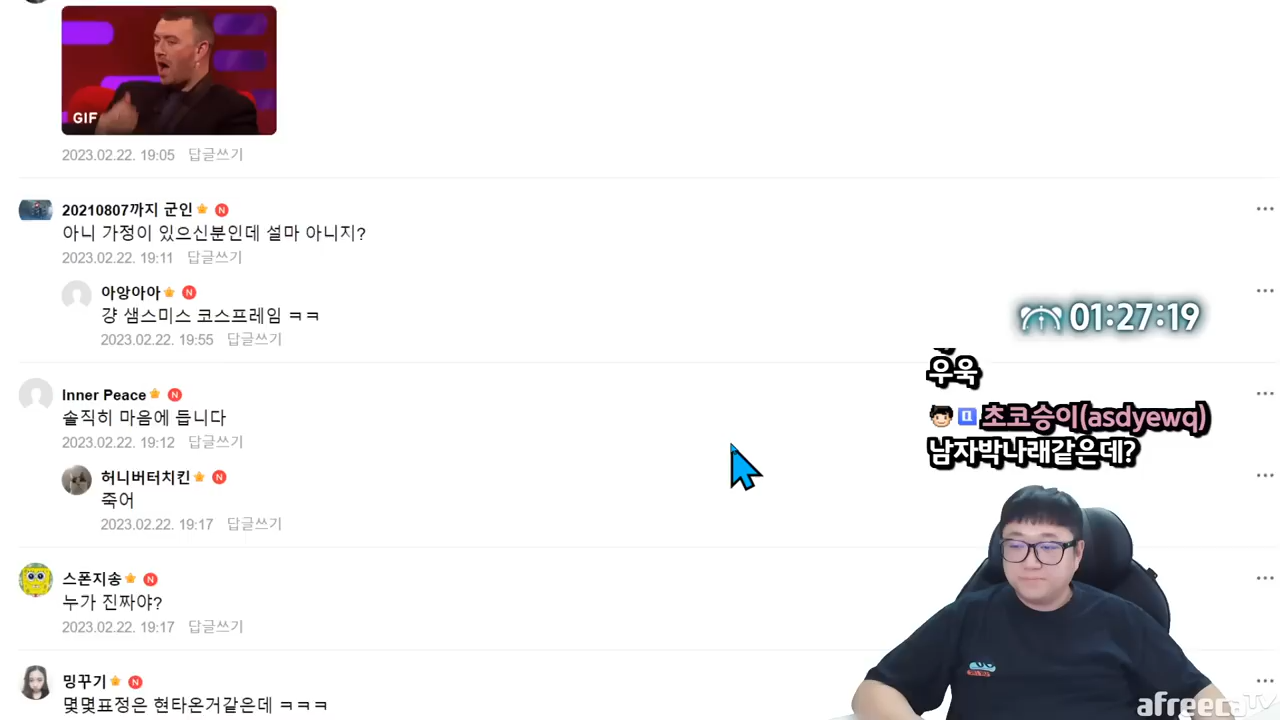 GIF
2023.02.22. 19:05 답글쓰기
20210807까지 군인 N
아니 가정이 있으신분인데 설마 아니지?
2023.02.22. 19:11 답글쓰기
아앙아아 N
걍 샘스미스 코스프레임 ㅋㅋ
2023.02.22. 19:55 답글쓰기
Inner Peace N
솔직히 마음에 듭니다
2023.02.22. 19:12 답글쓰기
허니버터치킨 N
죽어
2023.02.22. 19:17 답글쓰기
스폰지송 N
누가 진짜야?
2023.02.22. 19:17 답글쓰기
밍꾸기 N
몇몇표정은 현타온거같은데 ㅋㅋㅋ
01:27:19
우욱
초코승이(asdyewq)
남자박나래같은데?
afreecaTV